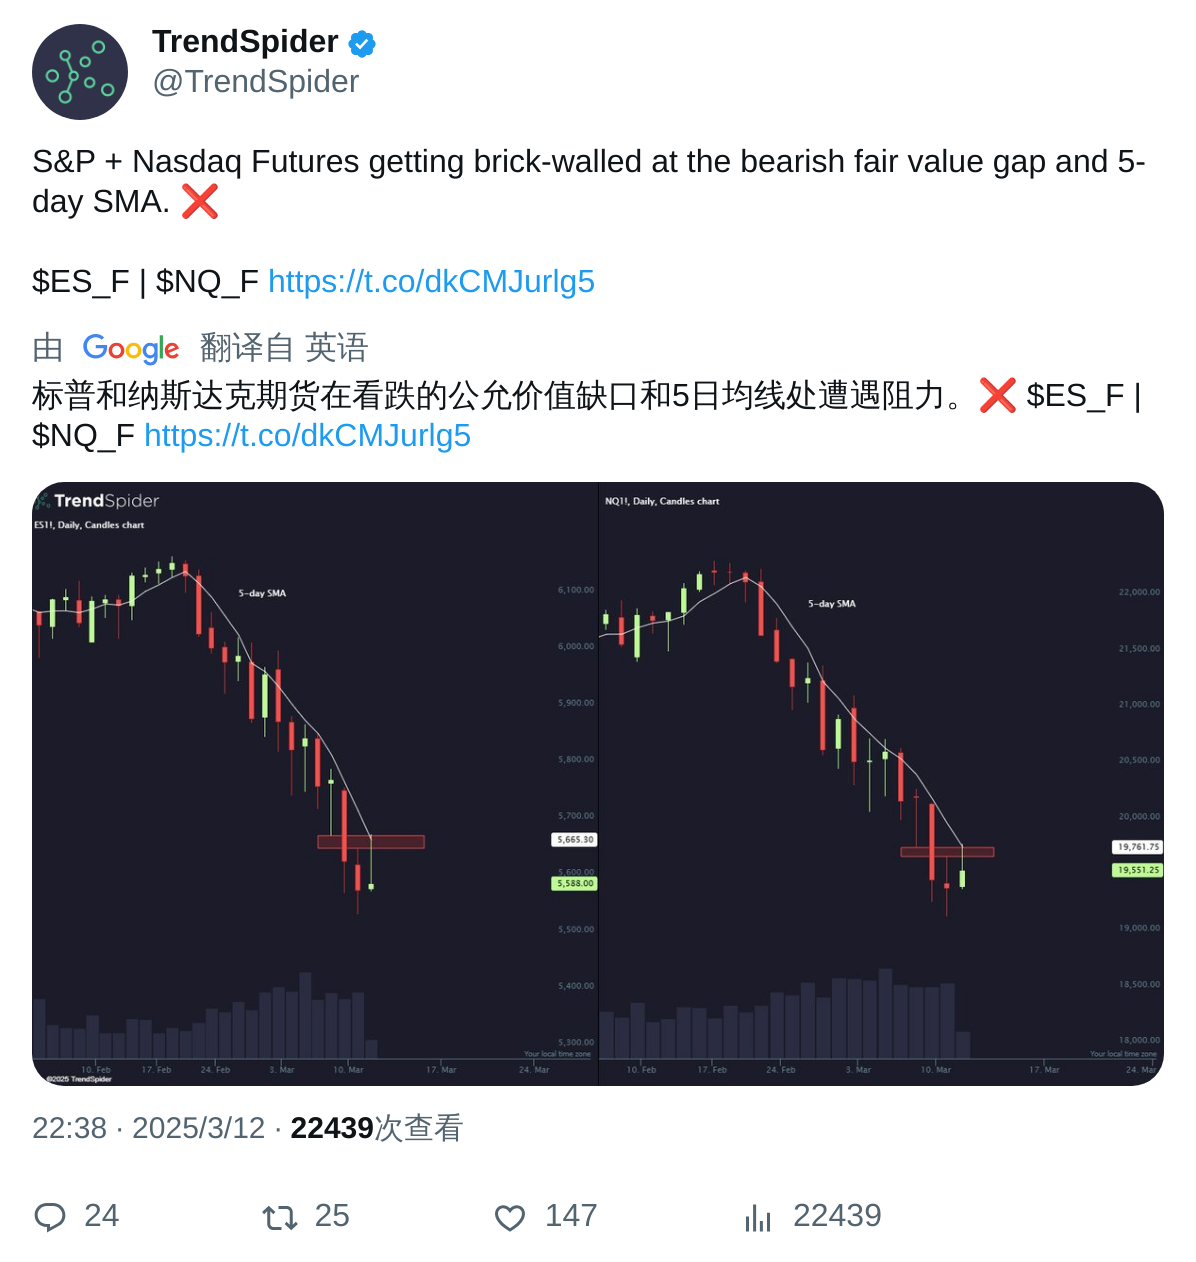 TrendSpider
@TrendSpider
S&P + Nasdaq Futures getting brick-walled at the bearish fair value gap and 5-
day SMA. ❌
$ES_F | $NQ_F https://t.co/dkCMJurlg5
由 Google 翻译自 英语
标普和纳斯达克期货在看跌的公允价值缺口和5日均线处遭遇阻力。❌ $ES_F |
$NQ_F https://t.co/dkCMJurlg5
TrendSpider
ES1!, Daily, Candles chart
5-day SMA
6,100.00
6,000.00
5,900.00
5,800.00
5,700.00
5,665.30
5,600.00
5,588.00
5,500.00
5,400.00
5,300.00
Your local time zone
10. Feb 17. Feb 24. Feb 3. Mar 10. Mar 17. Mar 24. Mar
©2025 TrendSpider
NQ1!, Daily, Candles chart
5-day SMA
22,000.00
21,500.00
21,000.00
20,500.00
20,000.00
19,761.75
19,551.25
19,000.00
18,500.00
18,000.00
Your local time zone
10. Feb 17. Feb 24. Feb 3. Mar 10. Mar 17. Mar 24. Mar
22:38 · 2025/3/12 · 22439次查看
24 25 147 22439